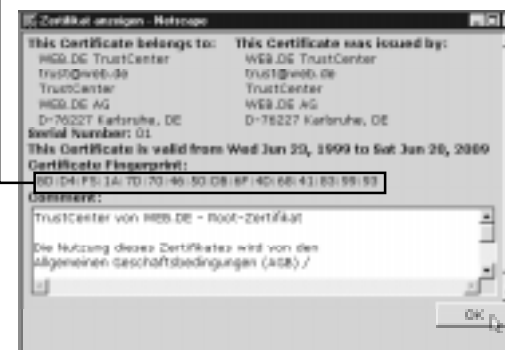 Zertifikat anzeigen - Netscape
This Certificate belongs to: This Certificate was issued by:
WEB.DE TrustCenter WEB.DE TrustCenter
trust@web.de trust@web.de
TrustCenter TrustCenter
WEB.DE AG WEB.DE AG
D-76227 Karlsruhe, DE D-76227 Karlsruhe, DE
Serial Number: 01
This Certificate is valid from Wed Jun 23, 1999 to Sat Jun 20, 2009
Certificate Fingerprint:
Comment:
TrustCenter von WEB.DE - Root-Zertifikat
Die Nutzung dieses Zertifikates wird von den
Allgemeinen Geschäftsbedingungen (AGB) /
OK